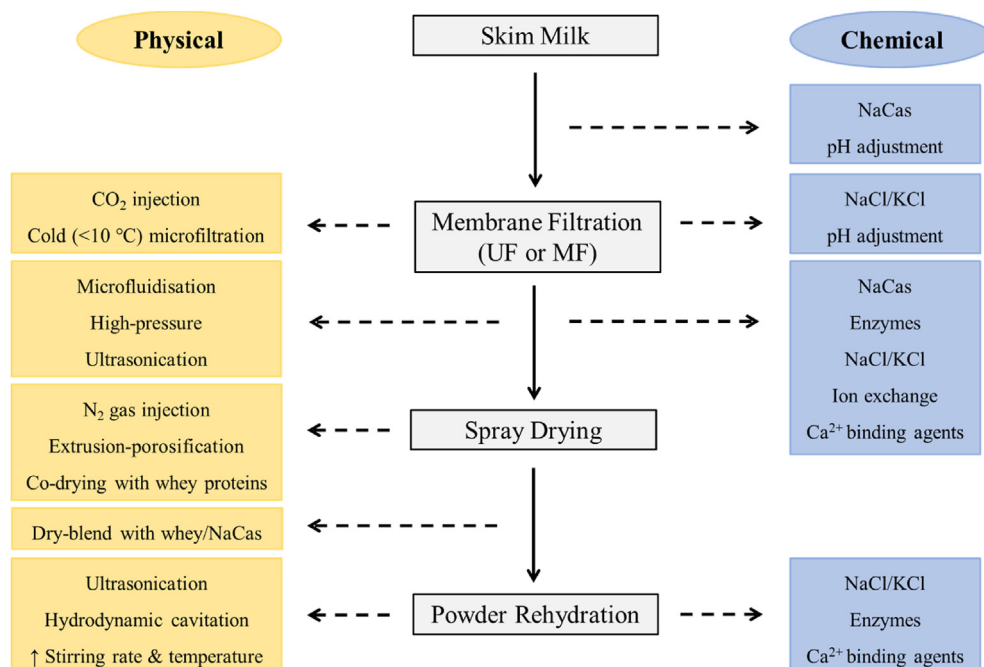 Physical
Skim Milk
Chemical
NaCas
pH adjustment
CO₂ injection
Cold (<10 °C) microfiltration
Membrane Filtration
(UF or MF)
NaCl/KCl
pH adjustment
Microfluidisation
High-pressure
Ultrasonication
NaCas
Enzymes
NaCl/KCl
Ion exchange
Ca²⁺ binding agents
N₂ gas injection
Extrusion-porosification
Co-drying with whey proteins
Spray Drying
Dry-blend with whey/NaCas
Ultrasonication
Hydrodynamic cavitation
↑ Stirring rate & temperature
Powder Rehydration
NaCl/KCl
Enzymes
Ca²⁺ binding agents